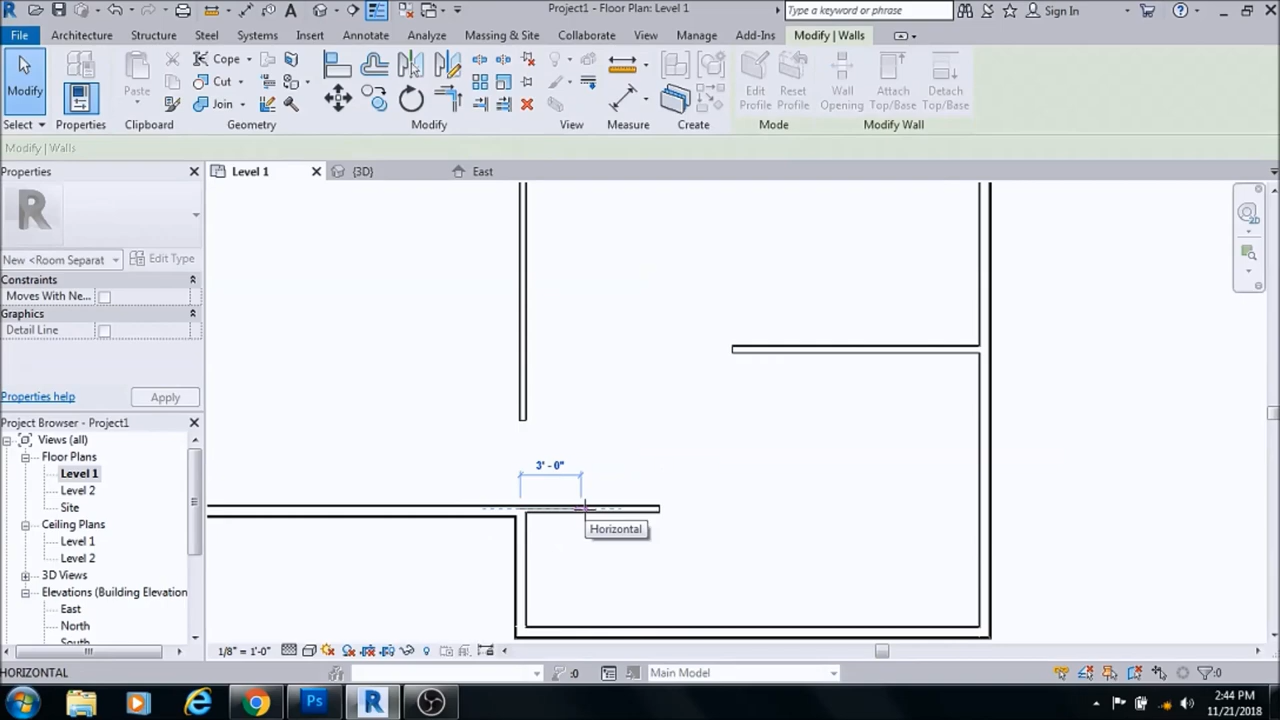 Project1 - Floor Plan: Level 1
Type a keyword or phrase
Sign In
File
Architecture
Structure
Steel
Systems
Insert
Annotate
Analyze
Massing & Site
Collaborate
View
Manage
Add-Ins
Modify | Walls
Modify
Paste
Cope
Cut
Join
Edit Profile
Reset Profile
Wall Opening
Attach Top/Base
Detach Top/Base
Select
Properties
Clipboard
Geometry
Modify
View
Measure
Create
Mode
Modify Wall
Modify | Walls
Properties
Level 1
{3D}
East
New <Room Separat
Edit Type
Constraints
Moves With Ne...
Graphics
Detail Line
Properties help
Apply
Project Browser - Project1
Views (all)
Floor Plans
Level 1
Level 2
Site
Ceiling Plans
Level 1
Level 2
3D Views
Elevations (Building Elevation
East
North
South
3' - 0"
Horizontal
1/8" = 1'-0"
HORIZONTAL
:0
Main Model
:0
2:44 PM
11/21/2018